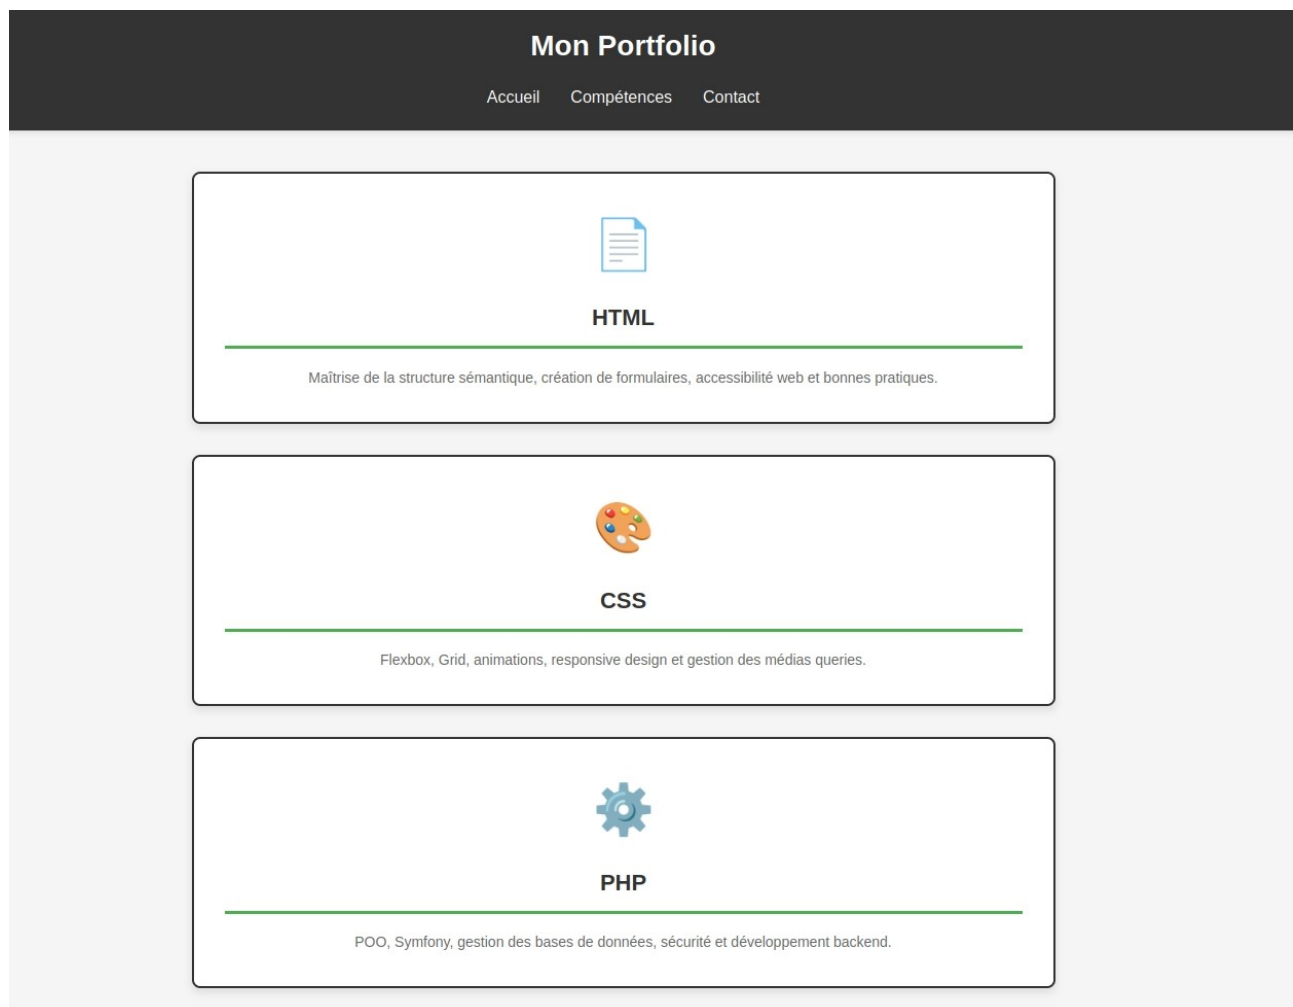 Mon Portfolio
Accueil Compétences Contact
HTML
Maîtrise de la structure sémantique, création de formulaires, accessibilité web et bonnes pratiques.
CSS
Flexbox, Grid, animations, responsive design et gestion des médias queries.
PHP
POO, Symfony, gestion des bases de données, sécurité et développement backend.